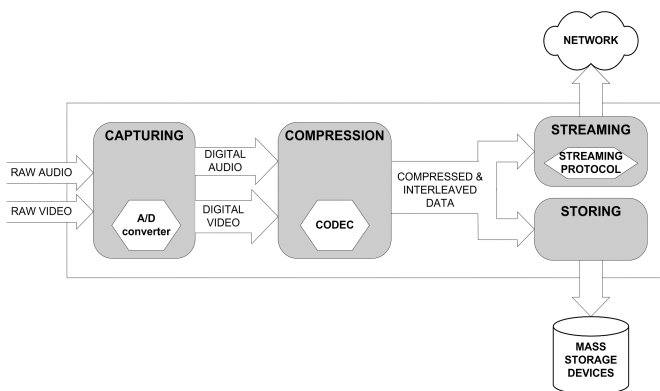 NETWORK
CAPTURING
COMPRESSION
STREAMING
STREAMING
PROTOCOL
RAW AUDIO
RAW VIDEO
A/D
converter
DIGITAL
AUDIO
DIGITAL
VIDEO
CODEC
COMPRESSED &
INTERLEAVED
DATA
STORING
MASS
STORAGE
DEVICES